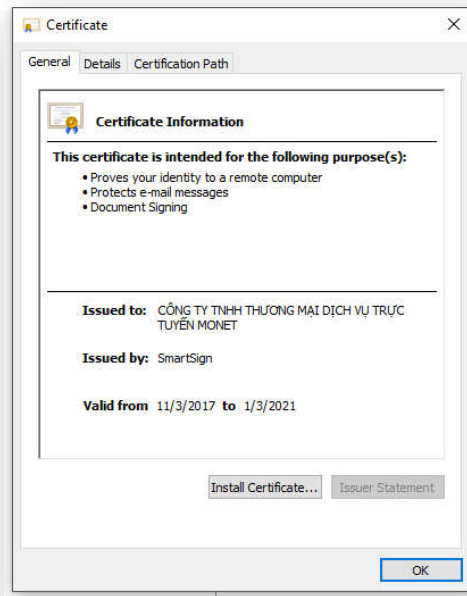 Certificate
General Details Certification Path
Certificate Information
This certificate is intended for the following purpose(s):
• Proves your identity to a remote computer
• Protects e-mail messages
• Document Signing
Issued to: CÔNG TY TNHH THƯƠNG MẠI DỊCH VỤ TRỰC
TUYẾN MONET
Issued by: SmartSign
Valid from 11/3/2017 to 1/3/2021
Install Certificate... Issuer Statement
OK